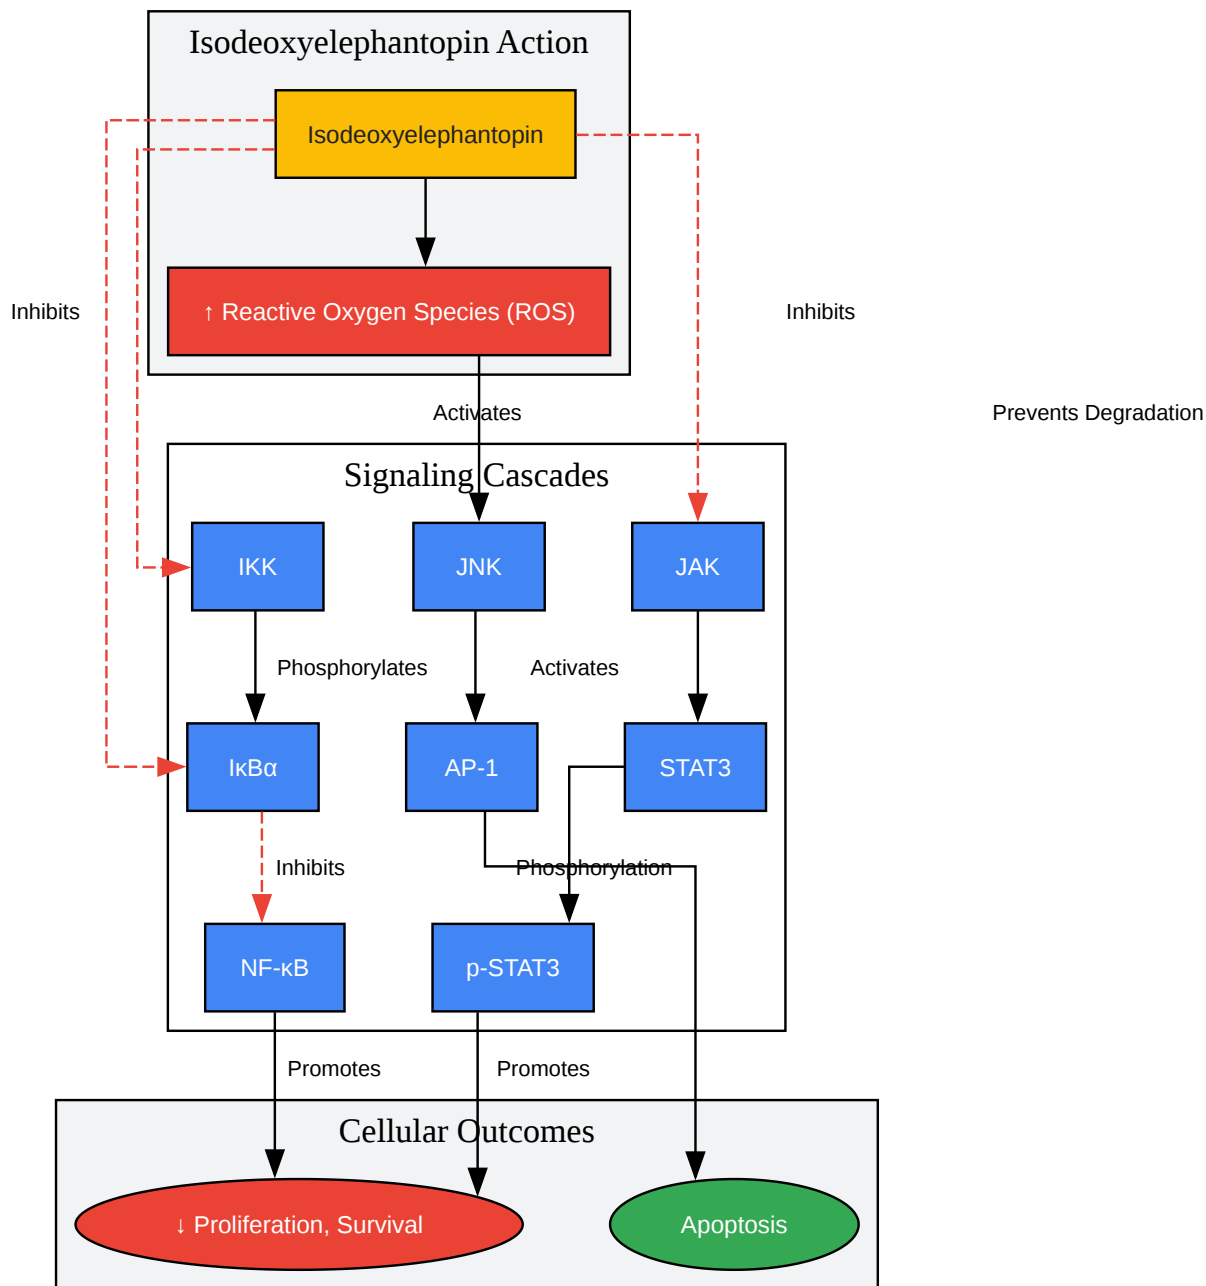 Isodeoxyelephantopin Action
Isodeoxyelephantopin
↑ Reactive Oxygen Species (ROS)
Inhibits
Inhibits
Activates
Prevents Degradation
Signaling Cascades
IKK
JNK
JAK
Phosphorylates
Activates
IκBα
AP-1
STAT3
Inhibits
Phosphorylation
NF-κB
p-STAT3
Promotes
Promotes
Cellular Outcomes
↓ Proliferation, Survival
Apoptosis